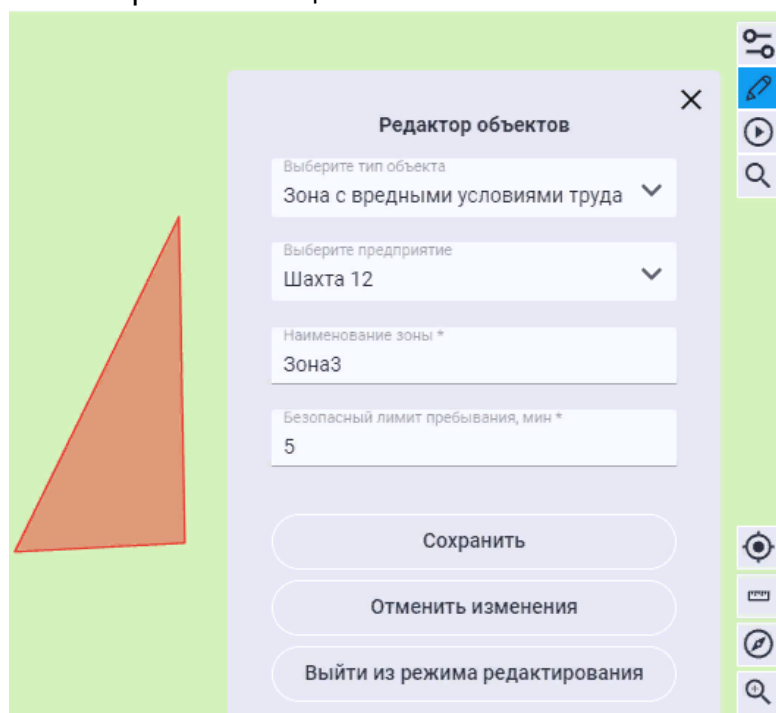 Редактор объектов
Выберите тип объекта
Зона с вредными условиями труда
Выберите предприятие
Шахта 12
Наименование зоны *
Зона3
Безопасный лимит пребывания, мин *
5
Сохранить
Отменить изменения
Выйти из режима редактирования